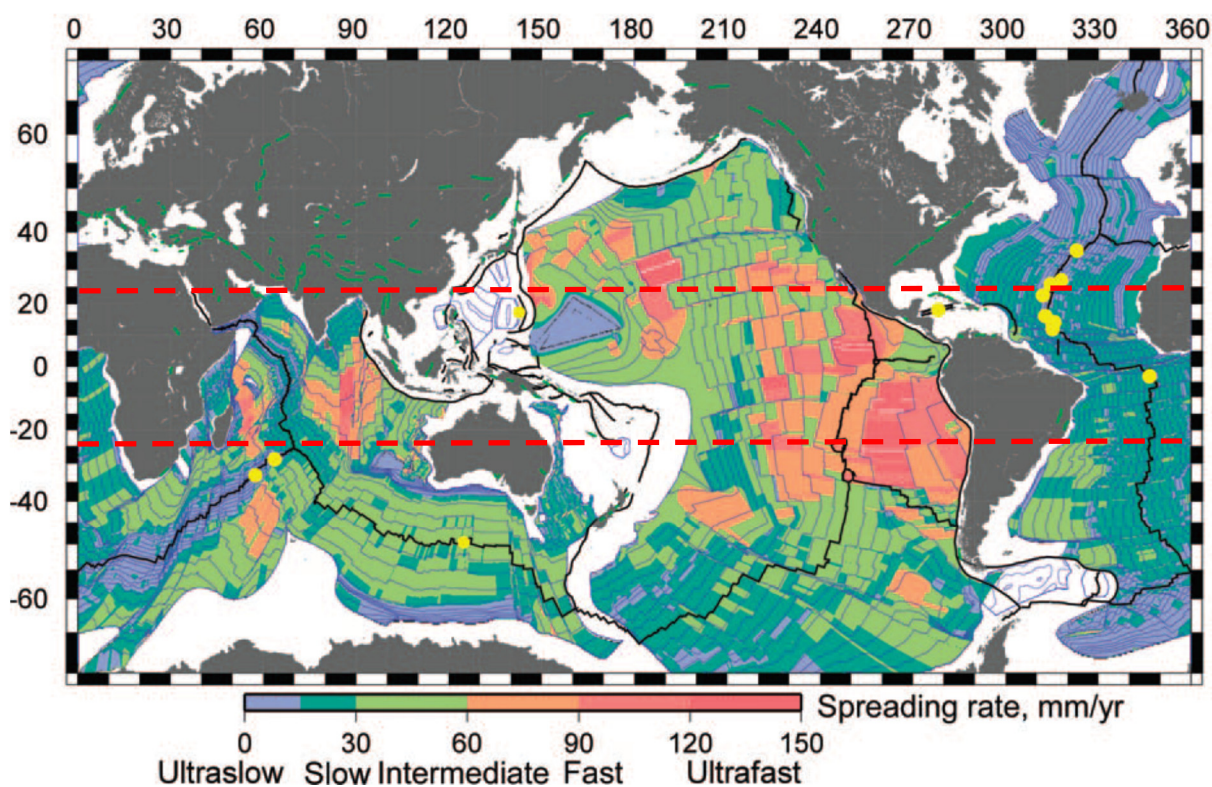 0 30 60 90 120 150 180 210 240 270 300 330 360
60
40
20
0
-20
-40
-60
Spreading rate, mm/yr
0 30 60 90 120 150
Ultraslow Slow Intermediate Fast Ultrafast